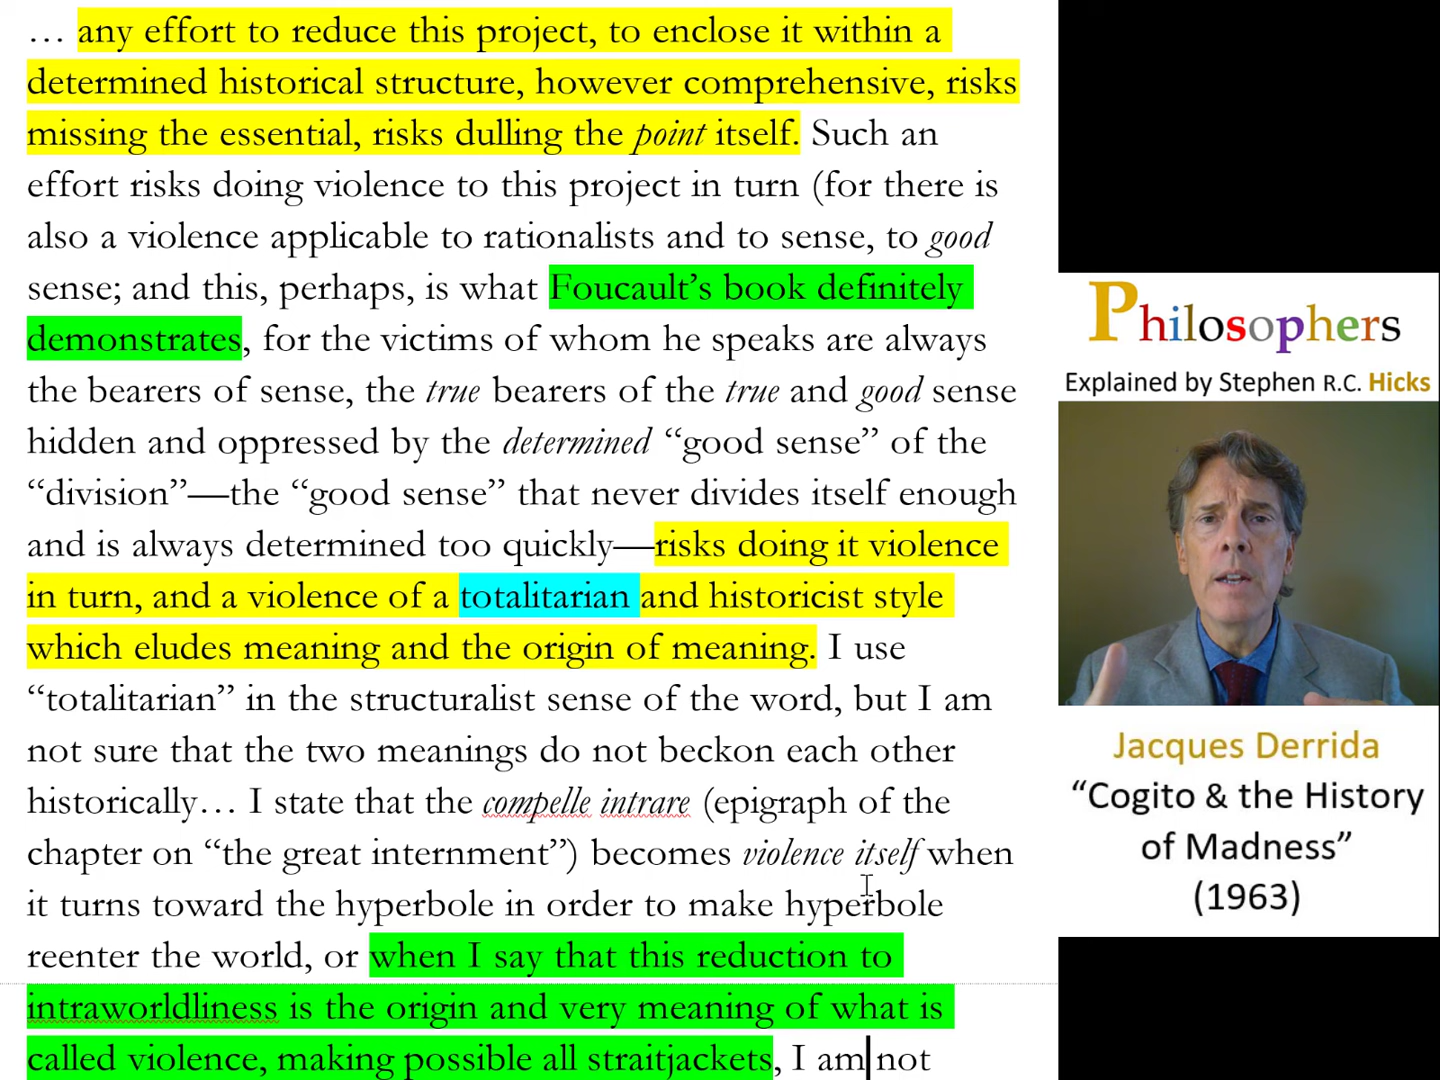 … any effort to reduce this project, to enclose it within a
determined historical structure, however comprehensive, risks
missing the essential, risks dulling the point itself. Such an
effort risks doing violence to this project in turn (for there is
also a violence applicable to rationalists and to sense, to good
sense; and this, perhaps, is what Foucault’s book definitely
demonstrates, for the victims of whom he speaks are always
the bearers of sense, the true bearers of the true and good sense
hidden and oppressed by the determined “good sense” of the
“division”—the “good sense” that never divides itself enough
and is always determined too quickly—risks doing it violence
in turn, and a violence of a totalitarian and historicist style
which eludes meaning and the origin of meaning. I use
“totalitarian” in the structuralist sense of the word, but I am
not sure that the two meanings do not beckon each other
historically… I state that the compelle intrare (epigraph of the
chapter on “the great internment”) becomes violence itself when
it turns toward the hyperbole in order to make hyperbole
reenter the world, or when I say that this reduction to
intraworldliness is the origin and very meaning of what is
called violence, making possible all straitjackets, I am not
Philosophers
Explained by Stephen R.C. Hicks
Jacques Derrida
“Cogito & the History
of Madness”
(1963)